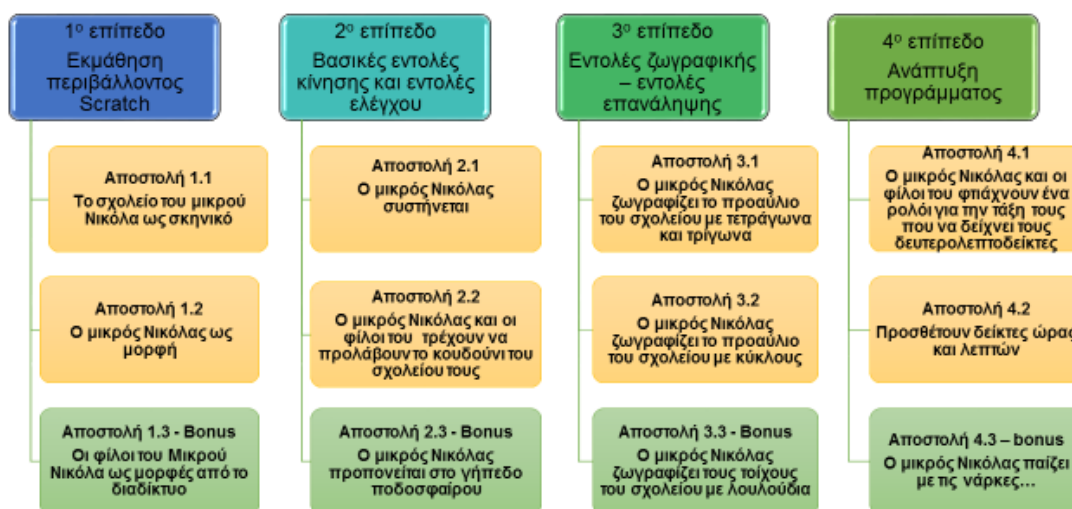 1ο επίπεδο
Εκμάθηση
περιβάλλοντος
Scratch
Αποστολή 1.1
Το σχολείο του μικρού
Νικόλα ως σκηνικό
Αποστολή 1.2
Ο μικρός Νικόλας ως
μορφή
Αποστολή 1.3 - Bonus
Οι φίλοι του Μικρού
Νικόλα ως μορφές από το
διαδίκτυο
2ο επίπεδο
Βασικές εντολές
κίνησης και εντολές
ελέγχου
Αποστολή 2.1
Ο μικρός Νικόλας
συστήνεται
Αποστολή 2.2
Ο μικρός Νικόλας και οι
φίλοι του τρέχουν να
προλάβουν το κουδούνι του
σχολείου τους
Αποστολή 2.3 - Bonus
Ο μικρός Νικόλας
προπονείται στο γήπεδο
ποδοσφαίρου
3ο επίπεδο
Εντολές ζωγραφικής
– εντολές
επανάληψης
Αποστολή 3.1
Ο μικρός Νικόλας
ζωγραφίζει το προαύλιο
του σχολείου με τετράγωνα
και τρίγωνα
Αποστολή 3.2
Ο μικρός Νικόλας
ζωγραφίζει το προαύλιο
του σχολείου με κύκλους
Αποστολή 3.3 - Bonus
Ο μικρός Νικόλας
ζωγραφίζει τους τοίχους
του σχολείου με λουλούδια
4ο επίπεδο
Ανάπτυξη
προγράμματος
Αποστολή 4.1
Ο μικρός Νικόλας και οι
φίλοι του φτιάχνουν ένα
ρολόι για την τάξη τους
που να δείχνει τους
δευτερολεπτοδείκτες
Αποστολή 4.2
Προσθέτουν δείκτες ώρας
και λεπτών
Αποστολή 4.3 – bonus
Ο μικρός Νικόλας παίζει
με τις νάρκες…